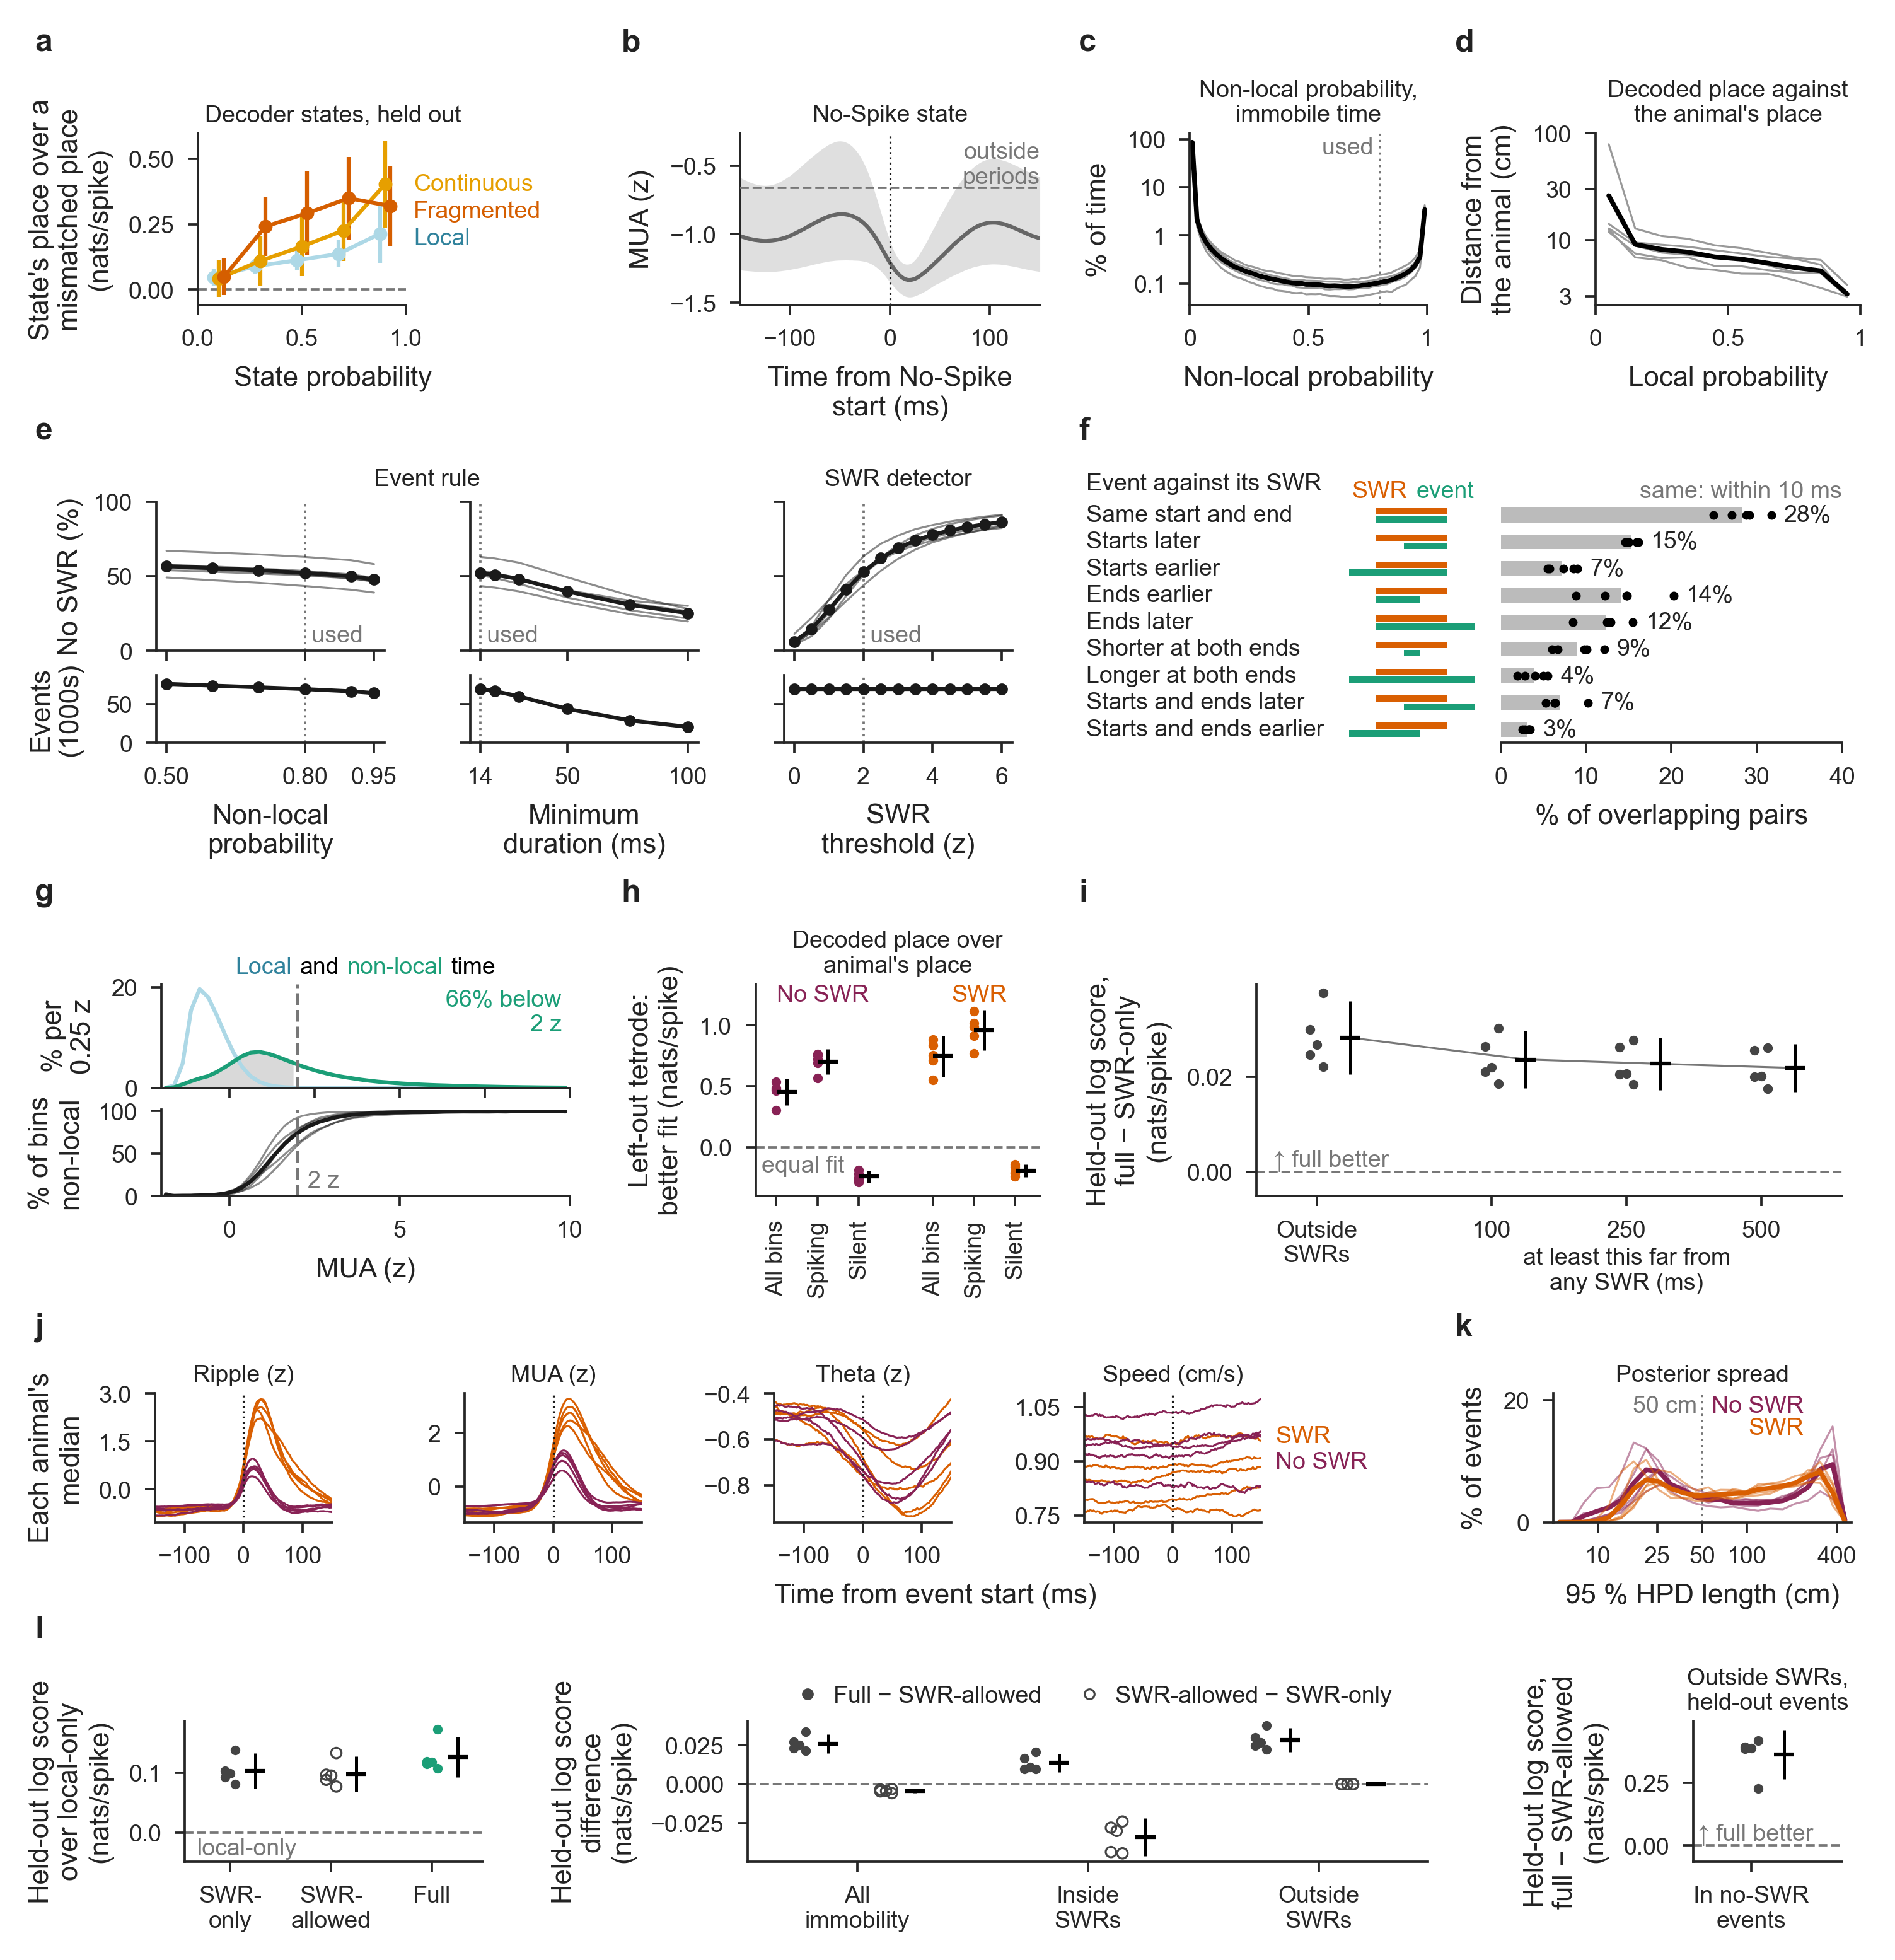 a
Decoder states, held out
State's place over a
mismatched place
(nats/spike)
0.50
0.25
0.00
Continuous
Fragmented
Local
0.0
0.5
1.0
State probability
b
No-Spike state
MUA (z)
−0.5
−1.0
−1.5
outside
periods
−100
0
100
Time from No-Spike
start (ms)
c
Non-local probability,
immobile time
% of time
100
10
1
0.1
used
0
0.5
1
Non-local probability
d
Decoded place against
the animal's place
Distance from
the animal (cm)
100
30
10
3
0
0.5
1
Local probability
e
Event rule
SWR detector
No SWR (%)
100
50
0
used
used
used
Events
(1000s)
50
0
0.50
0.80
0.95
Non-local
probability
14
50
100
Minimum
duration (ms)
0
2
4
6
SWR
threshold (z)
f
Event against its SWR
SWR event
same: within 10 ms
Same start and end
28%
Starts later
15%
Starts earlier
7%
Ends earlier
14%
Ends later
12%
Shorter at both ends
9%
Longer at both ends
4%
Starts and ends later
7%
Starts and ends earlier
3%
0
10
20
30
40
% of overlapping pairs
g
Local and non-local time
% per
0.25 z
20
0
66% below
2 z
% of bins
non-local
100
50
0
2 z
0
5
10
MUA (z)
h
Decoded place over
animal's place
Left-out tetrode:
better fit (nats/spike)
No SWR
SWR
1.0
0.5
0.0
equal fit
All bins
Spiking
Silent
All bins
Spiking
Silent
i
Held-out log score,
full − SWR-only
(nats/spike)
0.02
0.00
↑ full better
Outside
SWRs
100
250
500
at least this far from
any SWR (ms)
j
Each animal's
median
Ripple (z)
3.0
1.5
0.0
−100
0
100
MUA (z)
2
0
−100
0
100
Theta (z)
−0.4
−0.6
−0.8
−100
0
100
Speed (cm/s)
1.05
0.90
0.75
−100
0
100
SWR
No SWR
Time from event start (ms)
k
Posterior spread
% of events
20
0
50 cm
No SWR
SWR
10
25
50
100
400
95 % HPD length (cm)
l
Held-out log score
over local-only
(nats/spike)
0.1
0.0
local-only
SWR-
only
SWR-
allowed
Full
Held-out log score
difference
(nats/spike)
Full − SWR-allowed
SWR-allowed − SWR-only
0.025
0.000
−0.025
All
immobility
Inside
SWRs
Outside
SWRs
Outside SWRs,
held-out events
Held-out log score,
full − SWR-allowed
(nats/spike)
0.25
0.00
↑ full better
In no-SWR
events